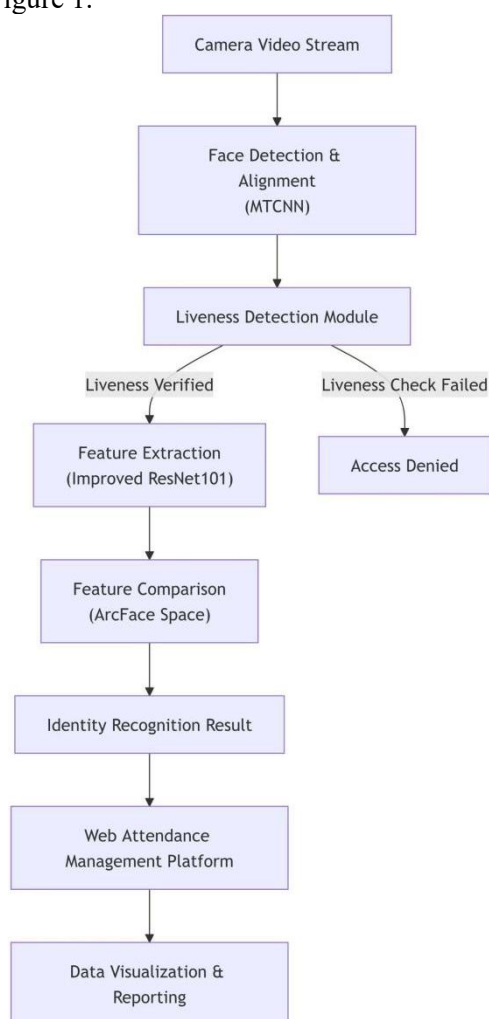 Figure 1.
Camera Video Stream
Face Detection &
Alignment
(MTCNN)
Liveness Detection Module
Liveness Verified
Liveness Check Failed
Feature Extraction
(Improved ResNet101)
Access Denied
Feature Comparison
(ArcFace Space)
Identity Recognition Result
Web Attendance
Management Platform
Data Visualization &
Reporting